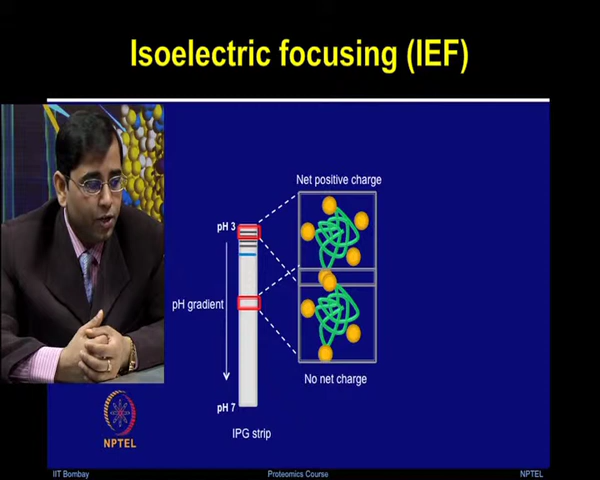 Isoelectric focusing (IEF)
Net positive charge
pH 3
pH gradient
No net charge
pH 7
IPG strip
NPTEL
IIT Bombay
Proteomics Course
NPTEL